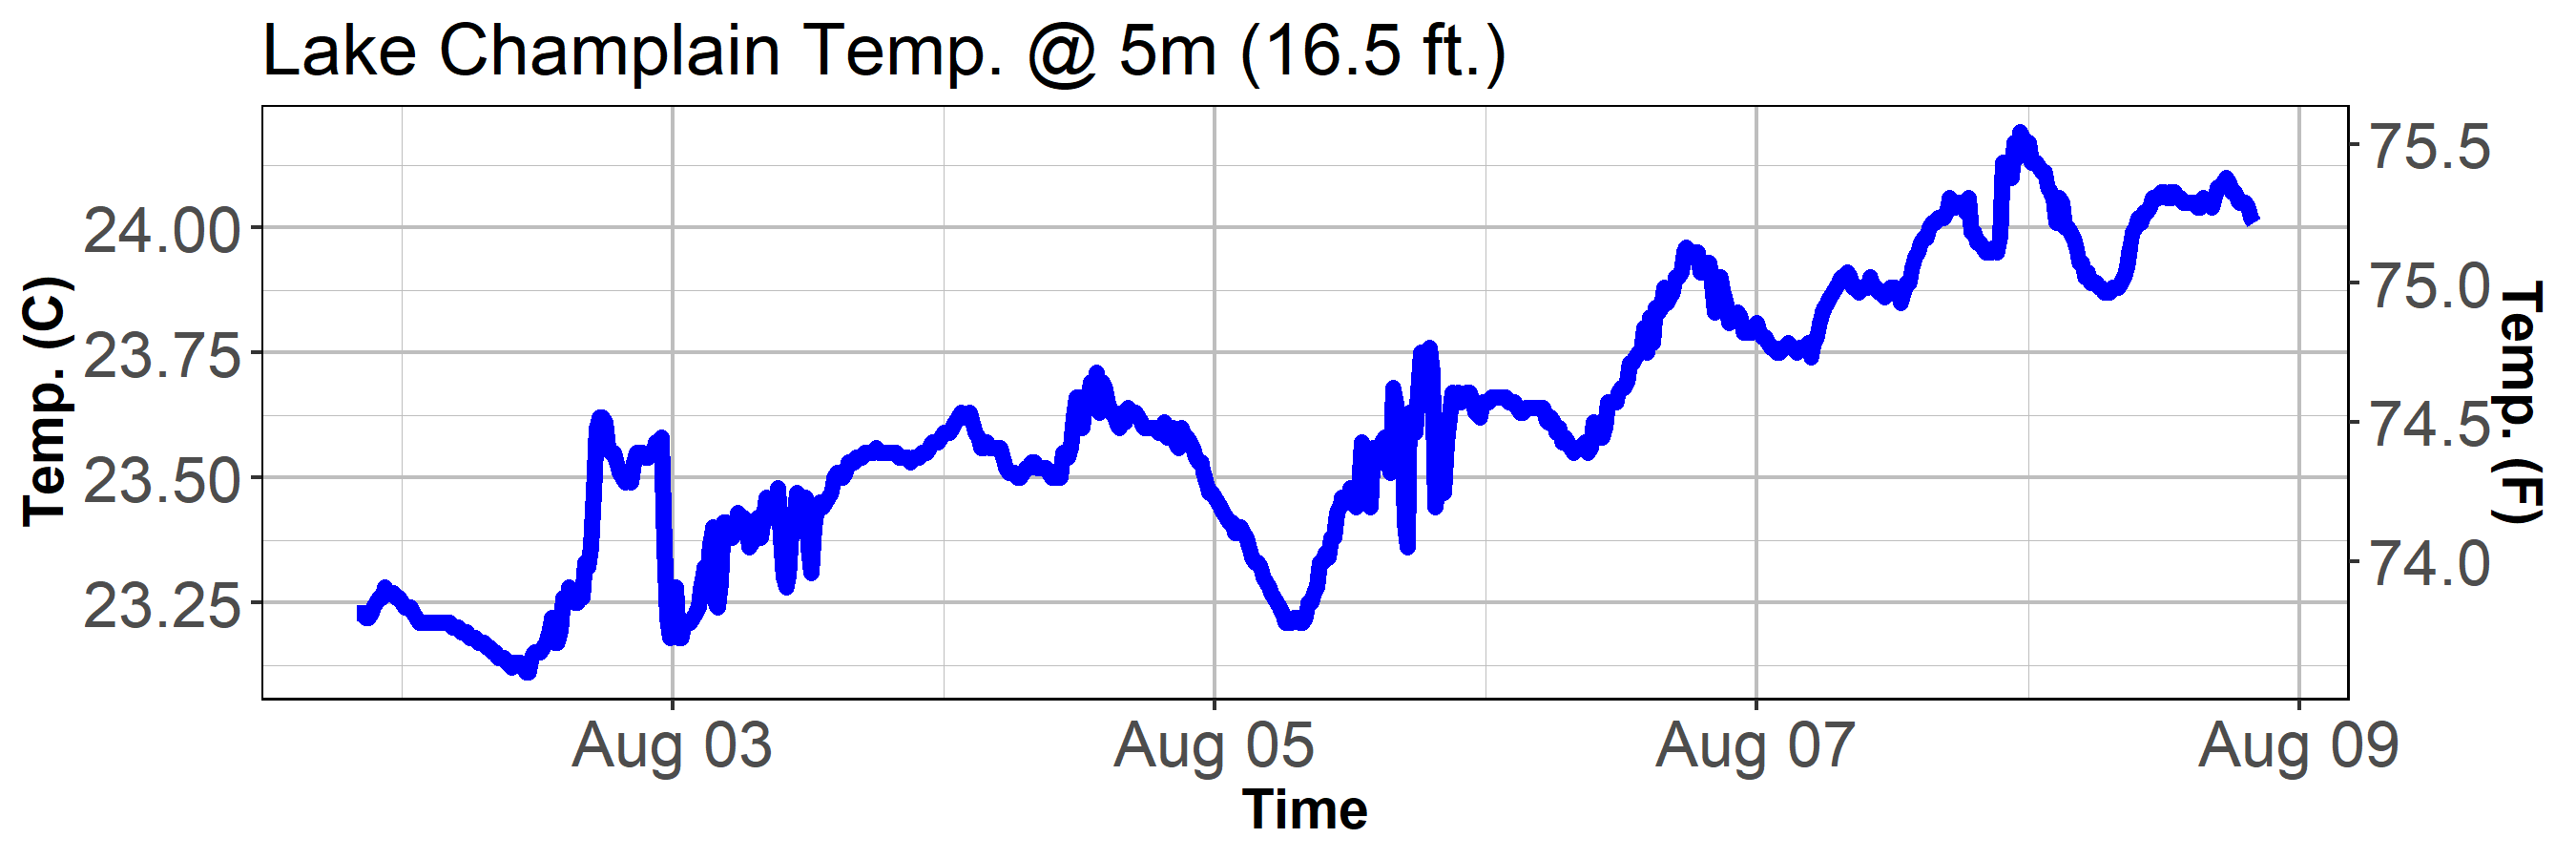 Lake Champlain Temp. @ 5m (16.5 ft.)
Temp. (C)
24.00
23.75
23.50
23.25
75.5
75.0
74.5
74.0
Temp. (F)
Aug 03
Aug 05
Aug 07
Aug 09
Time